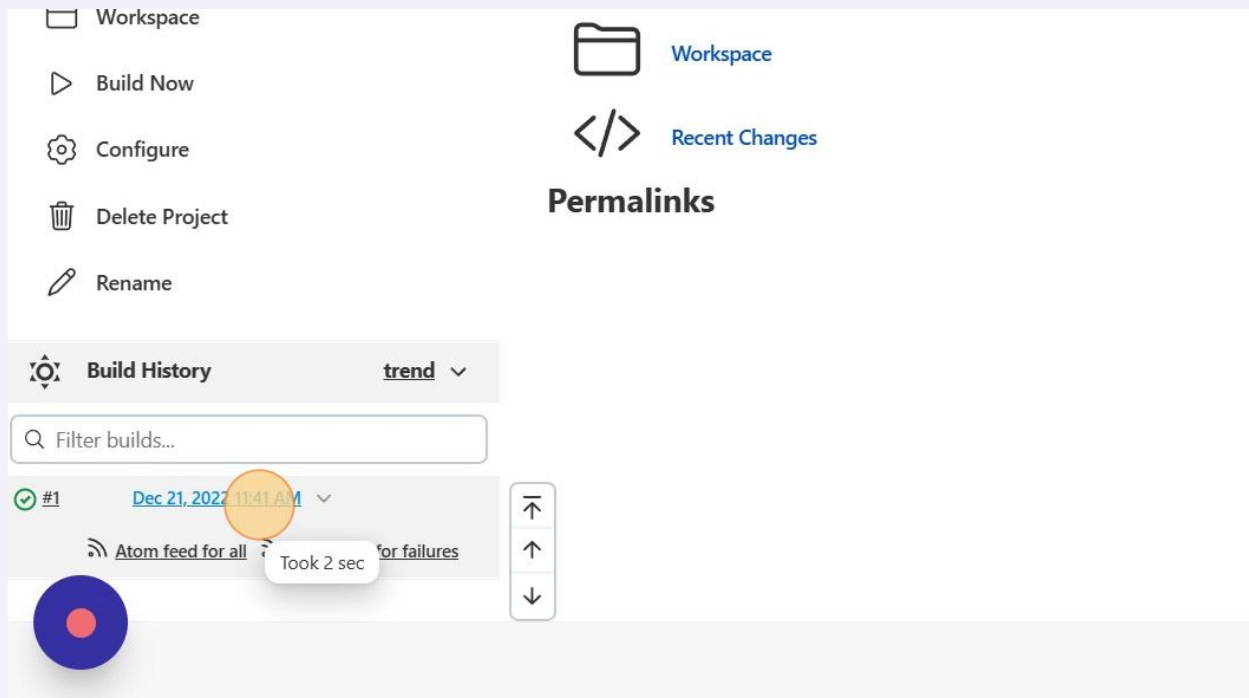 Workspace
Build Now
Configure
Delete Project
Rename
Build History trend
Filter builds...
#1 Dec 21, 2022 11:41 AM
Atom feed for all for failures
Took 2 sec
Workspace
Recent Changes
Permalinks